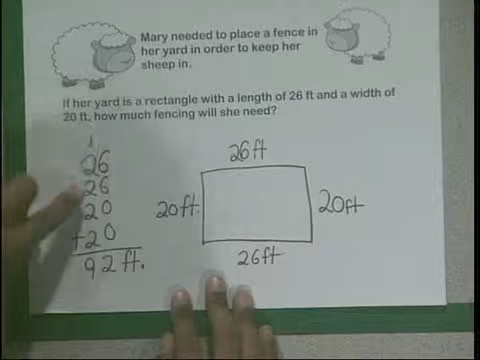 Mary needed to place a fence in
her yard in order to keep her
sheep in.
If her yard is a rectangle with a length of 26 ft and a width of
20 ft, how much fencing will she need?
1
26
26
20
+20
92 ft.
26ft
20ft.
20ft
26ft